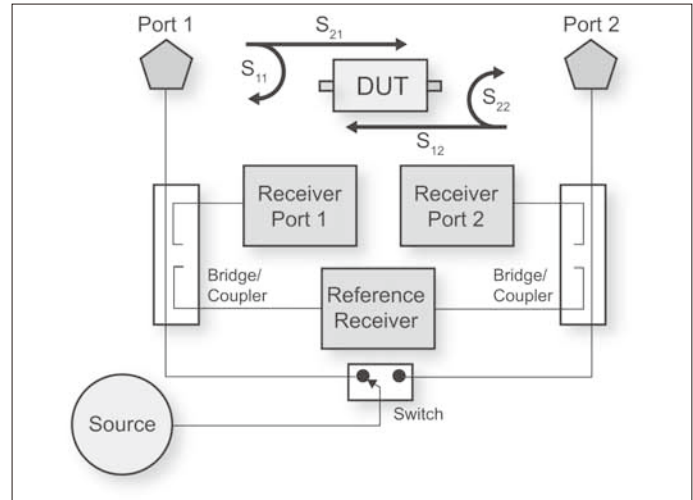 Port 1
Port 2
S21
S11
DUT
S22
S12
Receiver
Port 1
Receiver
Port 2
Bridge/
Coupler
Reference
Receiver
Bridge/
Coupler
Switch
Source